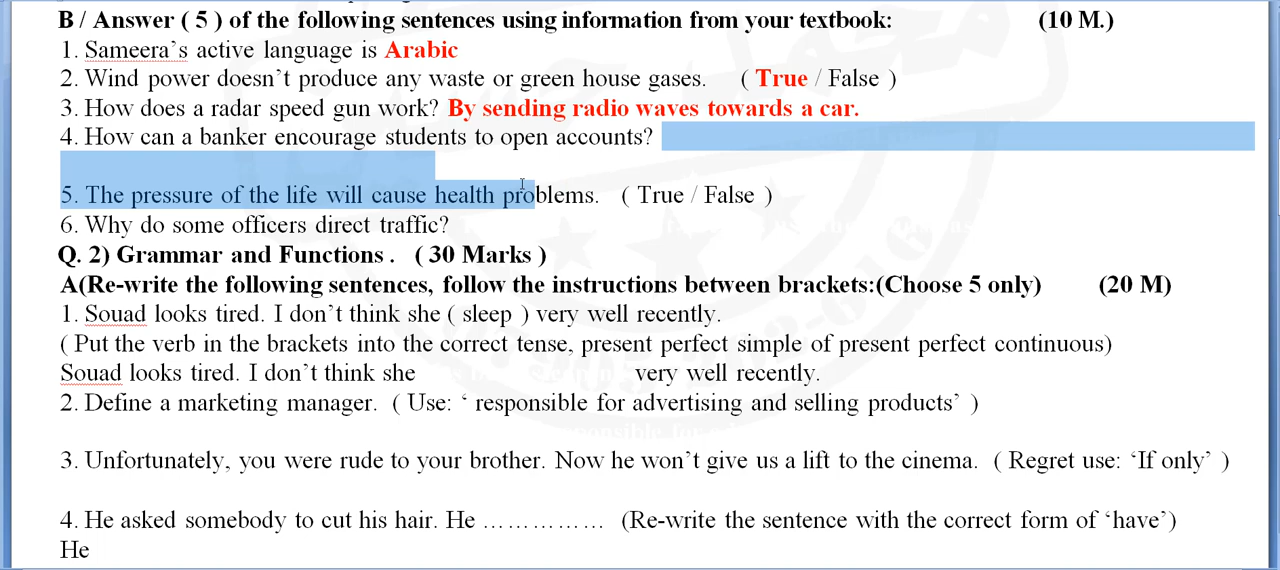 B / Answer ( 5 ) of the following sentences using information from your textbook: (10 M.)
1. Sameera’s active language is Arabic
2. Wind power doesn’t produce any waste or green house gases. ( True / False )
3. How does a radar speed gun work? By sending radio waves towards a car.
4. How can a banker encourage students to open accounts?
5. The pressure of the life will cause health problems. ( True / False )
6. Why do some officers direct traffic?
Q. 2) Grammar and Functions . ( 30 Marks )
A(Re-write the following sentences, follow the instructions between brackets:(Choose 5 only) (20 M)
1. Souad looks tired. I don’t think she ( sleep ) very well recently.
( Put the verb in the brackets into the correct tense, present perfect simple of present perfect continuous)
Souad looks tired. I don’t think she very well recently.
2. Define a marketing manager. ( Use: ‘ responsible for advertising and selling products’ )
3. Unfortunately, you were rude to your brother. Now he won’t give us a lift to the cinema. ( Regret use: ‘If only’ )
4. He asked somebody to cut his hair. He …………… (Re-write the sentence with the correct form of ‘have’)
He